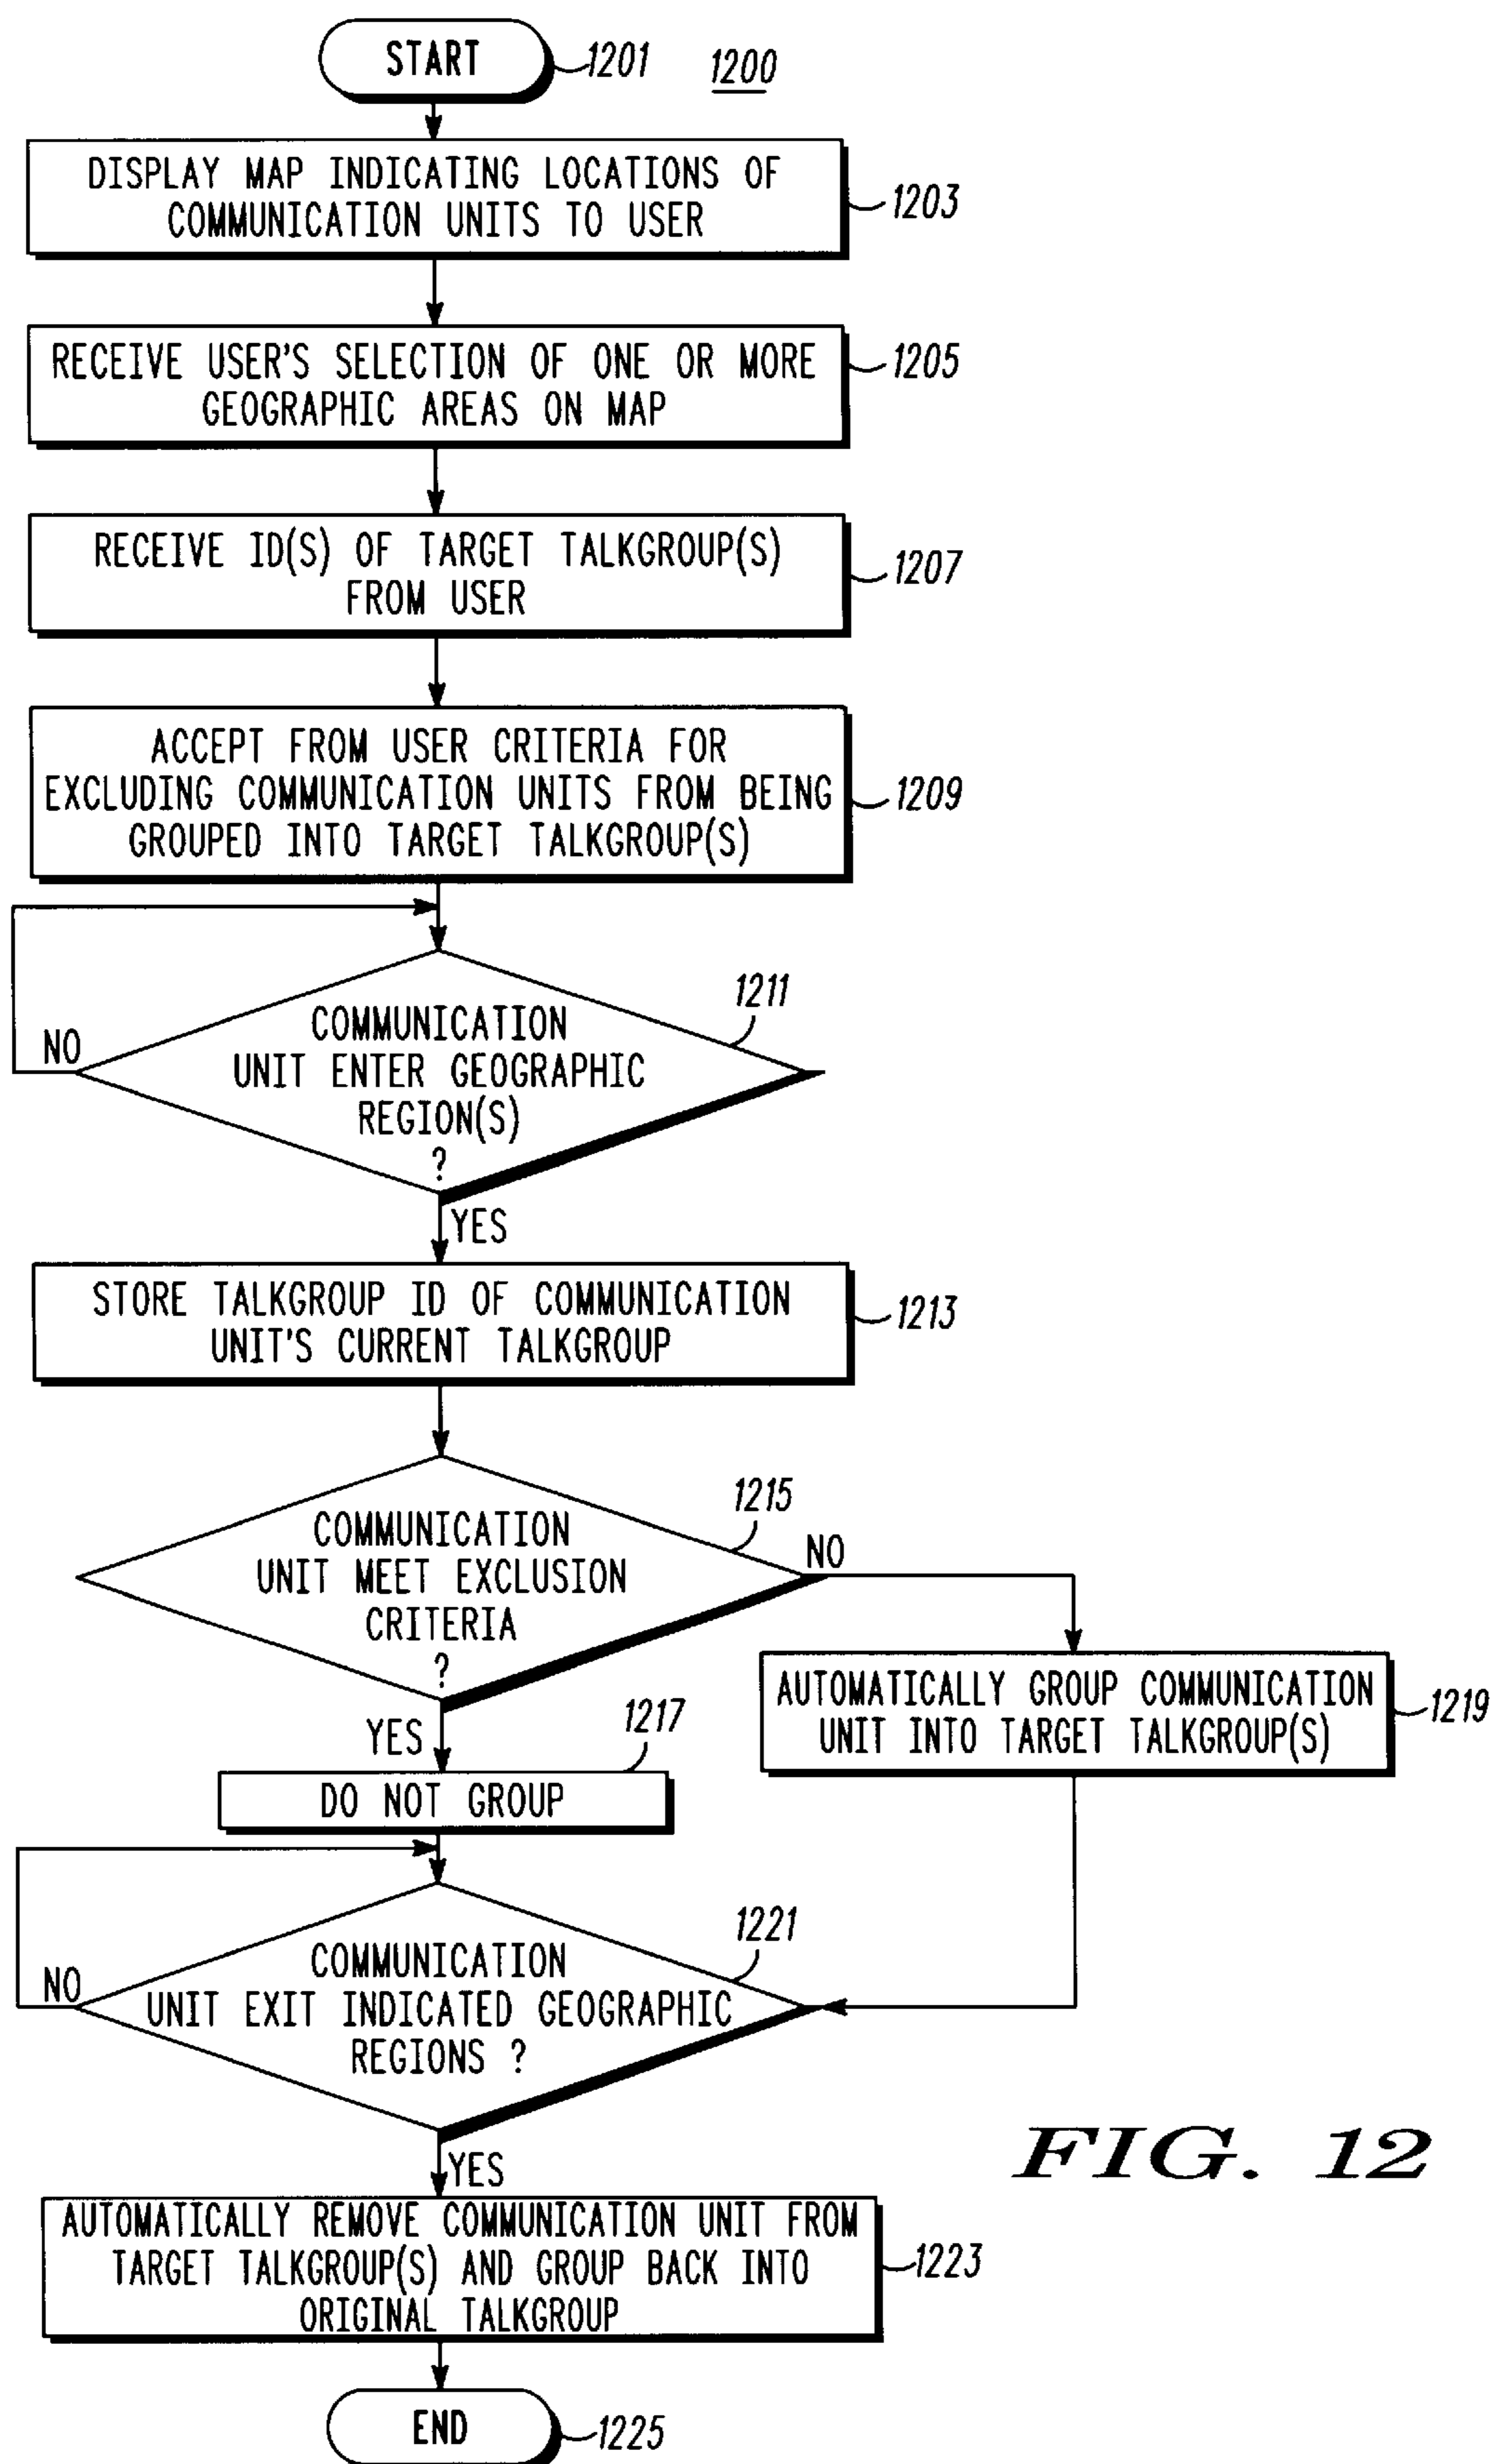 START
1201
1200
DISPLAY MAP INDICATING LOCATIONS OF
COMMUNICATION UNITS TO USER
1203
RECEIVE USER'S SELECTION OF ONE OR MORE
GEOGRAPHIC AREAS ON MAP
1205
RECEIVE ID(S) OF TARGET TALKGROUP(S)
FROM USER
1207
ACCEPT FROM USER CRITERIA FOR
EXCLUDING COMMUNICATION UNITS FROM BEING
GROUPED INTO TARGET TALKGROUP(S)
1209
COMMUNICATION
UNIT ENTER GEOGRAPHIC
REGION(S)
?
1211
NO
YES
STORE TALKGROUP ID OF COMMUNICATION
UNIT'S CURRENT TALKGROUP
1213
COMMUNICATION
UNIT MEET EXCLUSION
CRITERIA
?
1215
NO
YES
1217
DO NOT GROUP
AUTOMATICALLY GROUP COMMUNICATION
UNIT INTO TARGET TALKGROUP(S)
1219
COMMUNICATION
UNIT EXIT INDICATED GEOGRAPHIC
REGIONS ?
1221
NO
YES
AUTOMATICALLY REMOVE COMMUNICATION UNIT FROM
TARGET TALKGROUP(S) AND GROUP BACK INTO
ORIGINAL TALKGROUP
1223
END
1225
FIG. 12